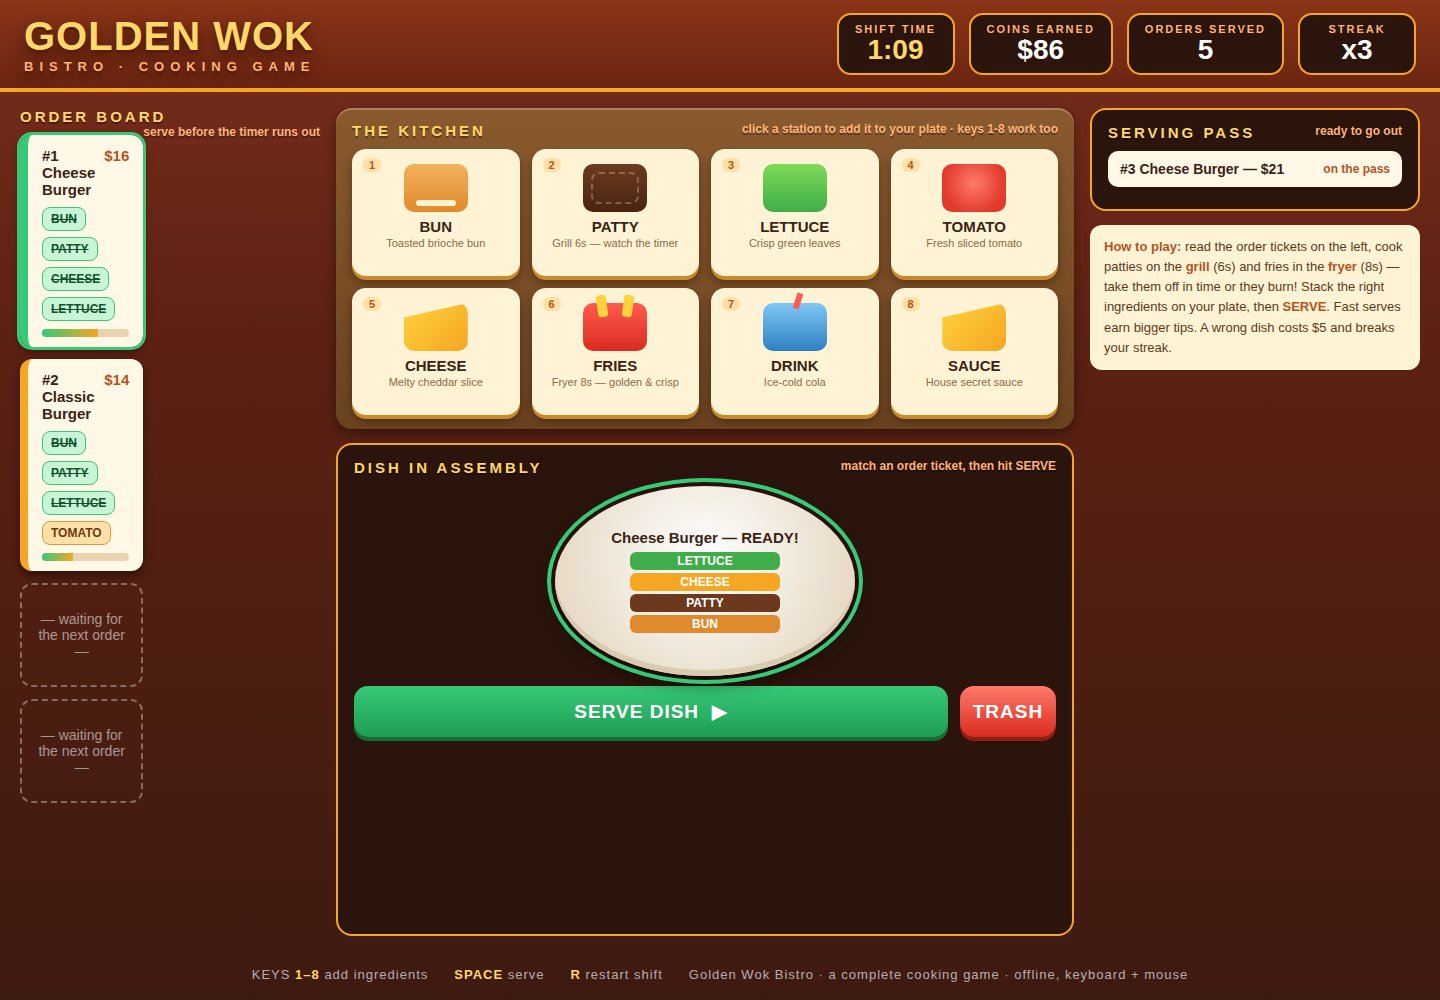 GOLDEN WOK
BISTRO · COOKING GAME
SHIFT TIME
1:09
COINS EARNED
$86
ORDERS SERVED
5
STREAK
x3
ORDER BOARD
serve before the timer runs out
#1 Cheese Burger
$16
BUN
PATTY
CHEESE
LETTUCE
#2 Classic Burger
$14
BUN
PATTY
LETTUCE
TOMATO
— waiting for
the next order
—
— waiting for
the next order
—
THE KITCHEN
click a station to add it to your plate · keys 1-8 work too
1
BUN
Toasted brioche bun
2
PATTY
Grill 6s — watch the timer
3
LETTUCE
Crisp green leaves
4
TOMATO
Fresh sliced tomato
5
CHEESE
Melty cheddar slice
6
FRIES
Fryer 8s — golden & crisp
7
DRINK
Ice-cold cola
8
SAUCE
House secret sauce
DISH IN ASSEMBLY
match an order ticket, then hit SERVE
Cheese Burger — READY!
LETTUCE
CHEESE
PATTY
BUN
SERVE DISH ▶
TRASH
SERVING PASS
ready to go out
#3 Cheese Burger — $21
on the pass
How to play: read the order tickets on the left, cook
patties on the grill (6s) and fries in the fryer (8s) —
take them off in time or they burn! Stack the right
ingredients on your plate, then SERVE. Fast serves
earn bigger tips. A wrong dish costs $5 and breaks
your streak.
KEYS 1–8 add ingredients SPACE serve R restart shift Golden Wok Bistro · a complete cooking game · offline, keyboard + mouse